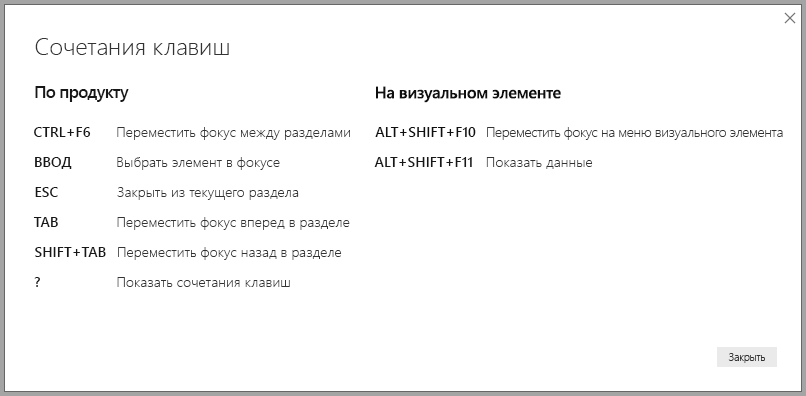 Сочетания клавиш
По продукту
CTRL+F6 Переместить фокус между разделами
ВВОД Выбрать элемент в фокусе
ESC Закрыть из текущего раздела
TAB Переместить фокус вперед в разделе
SHIFT+TAB Переместить фокус назад в разделе
? Показать сочетания клавиш
На визуальном элементе
ALT+SHIFT+F10 Переместить фокус на меню визуального элемента
ALT+SHIFT+F11 Показать данные
Закрыть